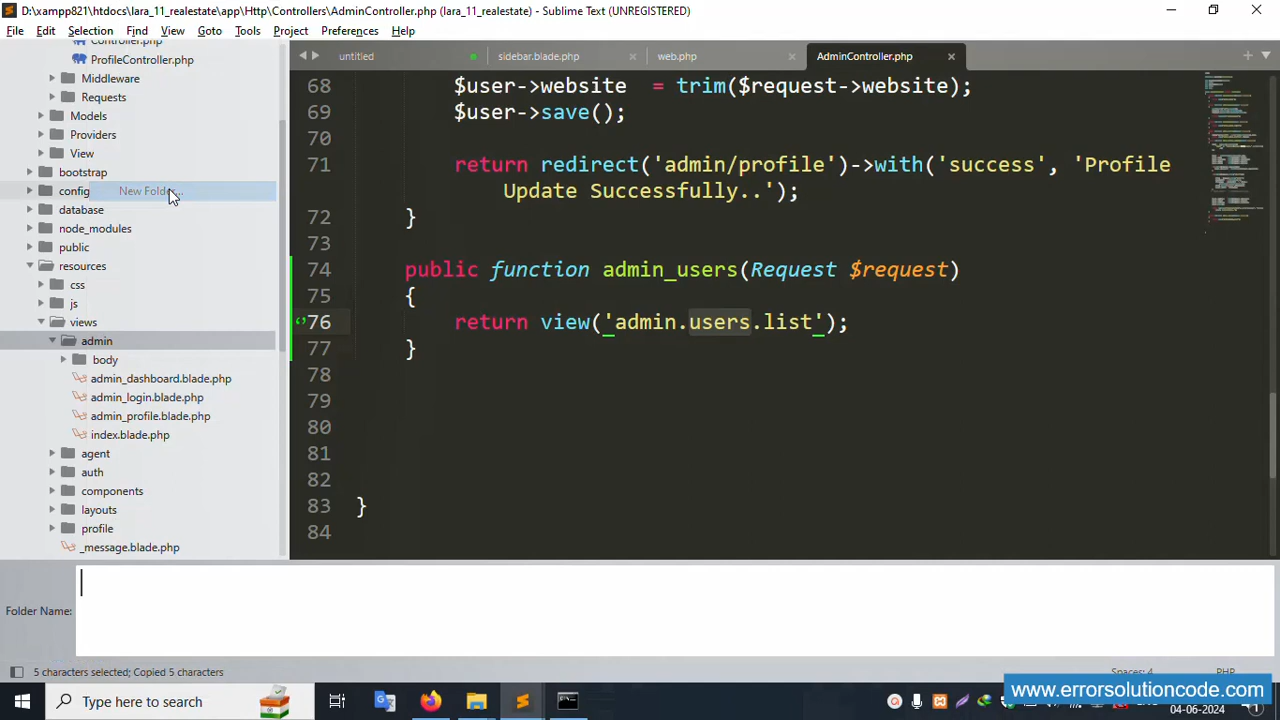 D:\xampp821\htdocs\lara_11_realestate\app\Http\Controllers\AdminController.php (lara_11_realestate) - Sublime Text (UNREGISTERED)
File Edit Selection Find View Goto Tools Project Preferences Help
untitled sidebar.blade.php web.php AdminController.php
Controller.php
ProfileController.php
Middleware
Requests
Models
Providers
View
bootstrap
config
New Folder...
database
node_modules
public
resources
css
js
views
admin
body
admin_dashboard.blade.php
admin_login.blade.php
admin_profile.blade.php
index.blade.php
agent
auth
components
layouts
profile
_message.blade.php
68 $user->website = trim($request->website);
69 $user->save();
70
71 return redirect('admin/profile')->with('success', 'Profile
Update Successfully..');
72 }
73
74 public function admin_users(Request $request)
75 {
76 return view('admin.users.list');
77 }
78
79
80
81
82
83 }
84
Folder Name:
5 characters selected; Copied 5 characters
Spaces: 4 PHP
Type here to search
www.errorsolutioncode.com
04-06-2024